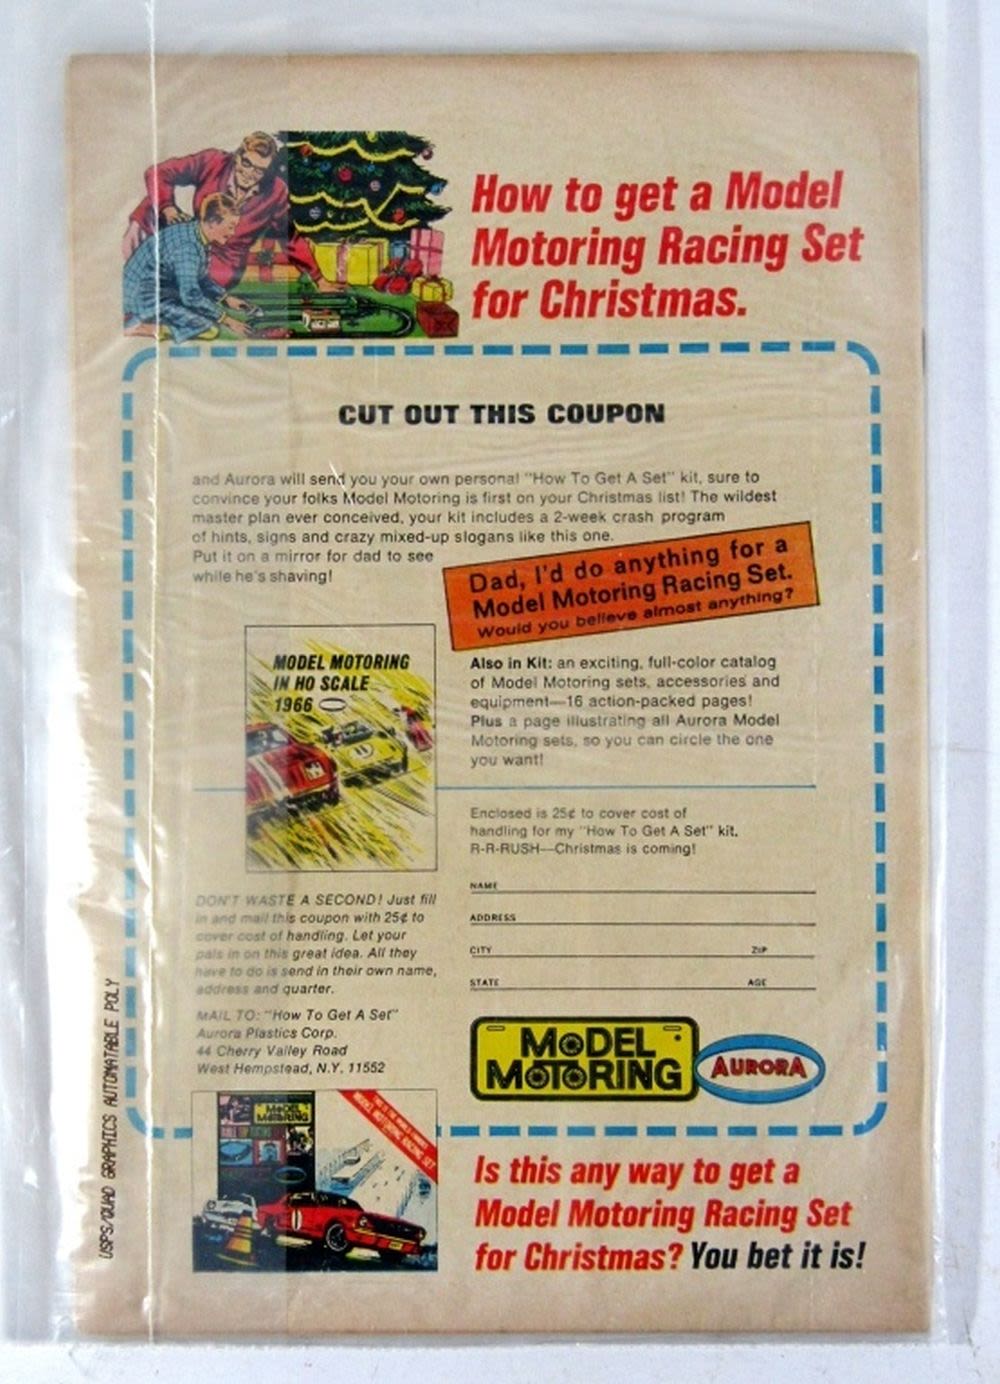 How to get a Model
Motoring Racing Set
for Christmas.
CUT OUT THIS COUPON
and Aurora will send you your own personal "How To Get A Set" kit, sure to
convince your folks Model Motoring is first on your Christmas list! The wildest
master plan ever conceived, your kit includes a 2-week crash program
of hints, signs and crazy mixed-up slogans like this one.
Put it on a mirror for dad to see
while he's shaving!
Dad, I'd do anything for a
Model Motoring Racing Set.
Would you believe almost anything?
MODEL MOTORING
IN HO SCALE
1966
Also in Kit: an exciting, full-color catalog
of Model Motoring sets, accessories and
equipment—16 action-packed pages!
Plus a page illustrating all Aurora Model
Motoring sets, so you can circle the one
you want!
Enclosed is 25¢ to cover cost of
handling for my "How To Get A Set" kit.
R-R-RUSH—Christmas is coming!
NAME
ADDRESS
CITY ZIP
STATE AGE
DON'T WASTE A SECOND! Just fill
in and mail this coupon with 25¢ to
cover cost of handling. Let your
pals in on this great idea. All they
have to do is send in their own name,
address and quarter.
MAIL TO: "How To Get A Set"
Aurora Plastics Corp.
44 Cherry Valley Road
West Hempstead, N.Y. 11552
MODEL
MOTORING
AURORA
MODEL
MOTORING
MODEL MOTORING RACING SET
Is this any way to get a
Model Motoring Racing Set
for Christmas? You bet it is!
USPS/QUAD GRAPHICS AUTOMATABLE POLY